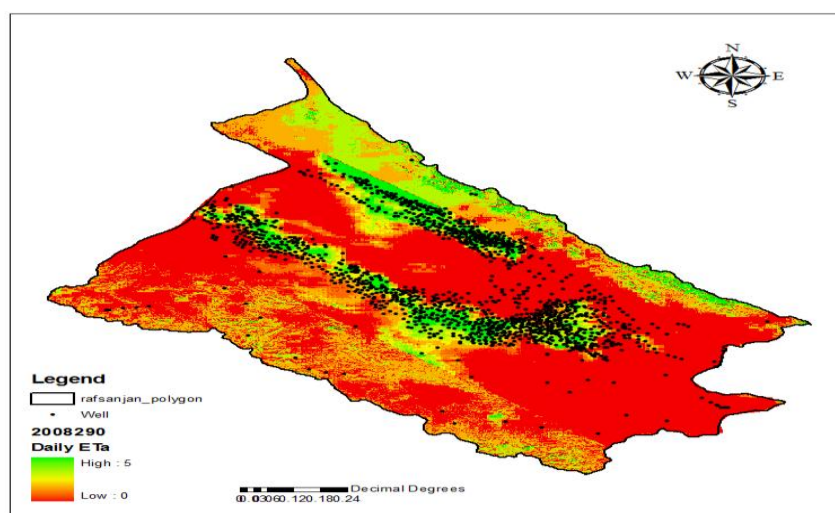 N
W E
S
Legend
rafsanjan_polygon
Well
2008290
Daily ETa
High : 5
Low : 0
Decimal Degrees